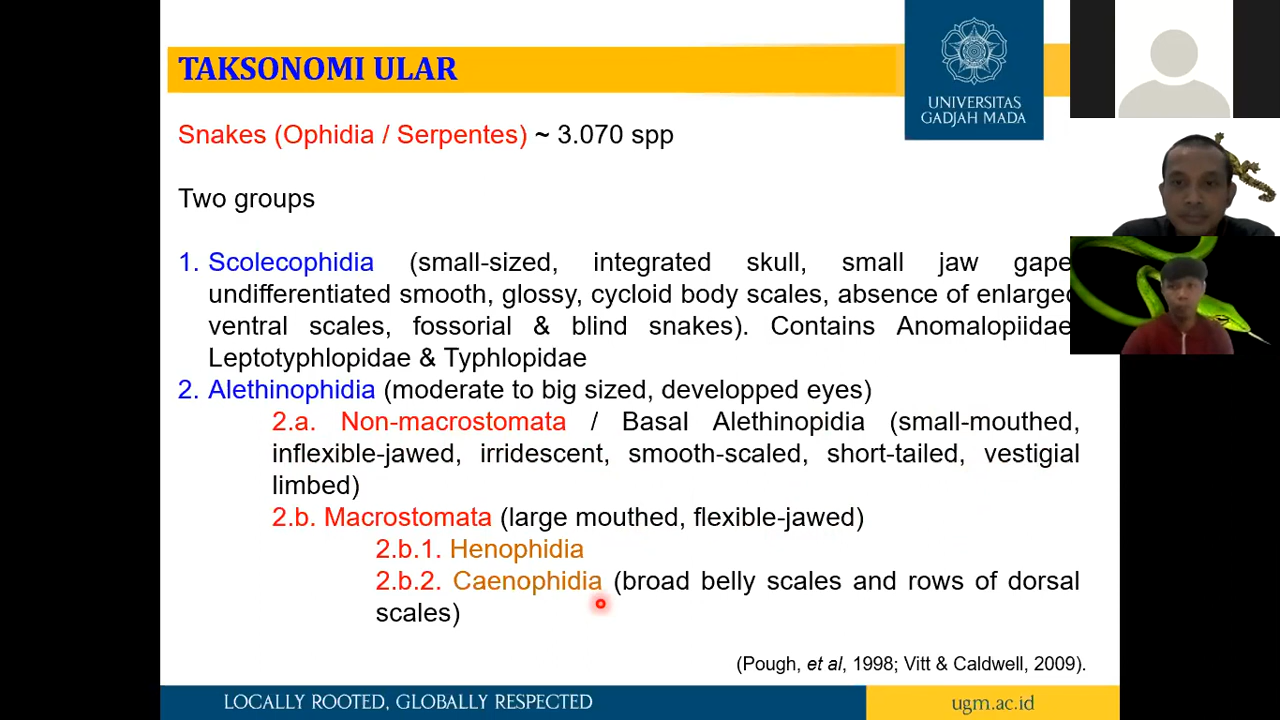 TAKSONOMI ULAR
UNIVERSITAS
GADJAH MADA
Snakes (Ophidia / Serpentes) ~ 3.070 spp
Two groups
1. Scolecophidia (small-sized, integrated skull, small jaw gape
undifferentiated smooth, glossy, cycloid body scales, absence of enlarged
ventral scales, fossorial & blind snakes). Contains Anomalopiidae
Leptotyphlopidae & Typhlopidae
2. Alethinophidia (moderate to big sized, developped eyes)
2.a. Non-macrostomata / Basal Alethinopidia (small-mouthed,
inflexible-jawed, irridescent, smooth-scaled, short-tailed, vestigial
limbed)
2.b. Macrostomata (large mouthed, flexible-jawed)
2.b.1. Henophidia
2.b.2. Caenophidia (broad belly scales and rows of dorsal
scales)
(Pough, et al, 1998; Vitt & Caldwell, 2009).
LOCALLY ROOTED, GLOBALLY RESPECTED
ugm.ac.id